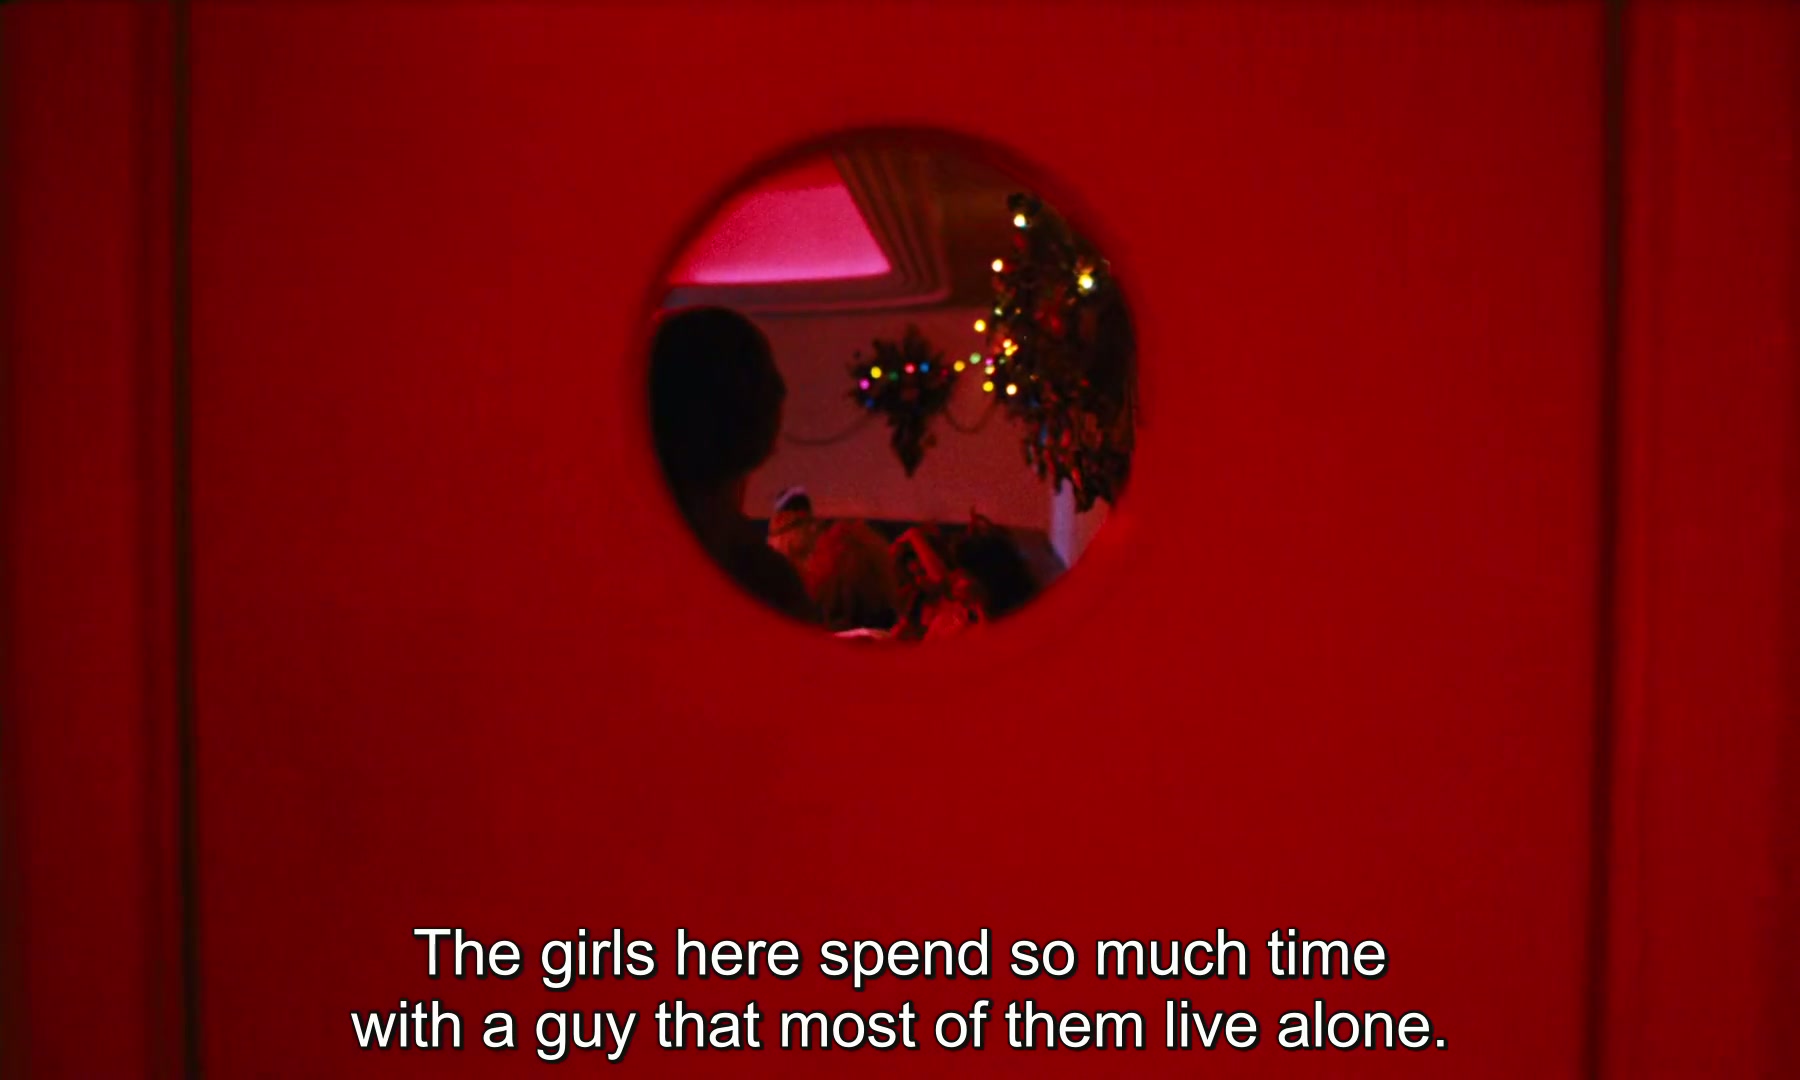 The girls here spend so much time
with a guy that most of them live alone.